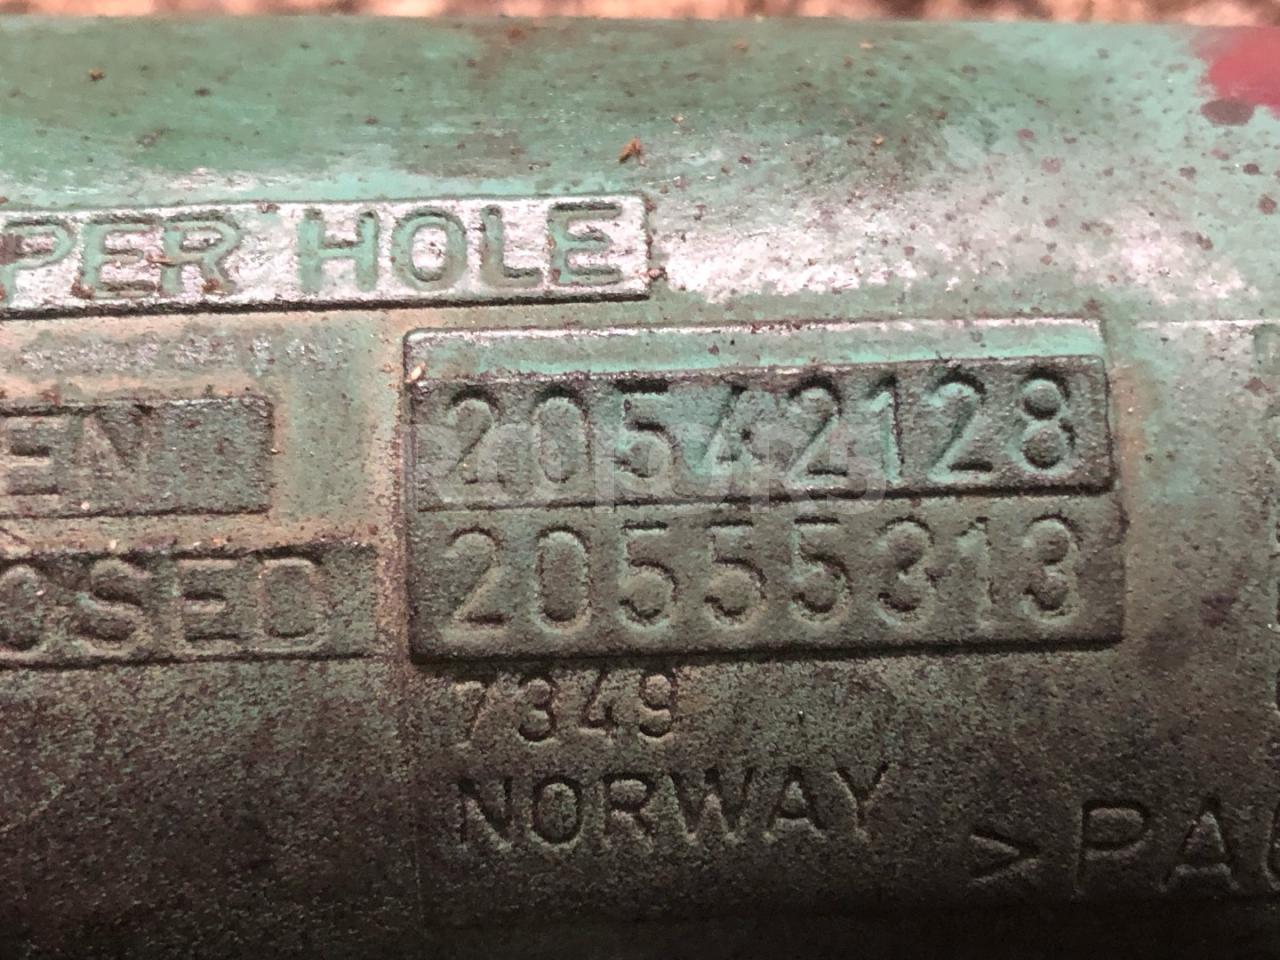 PER HOLE
EN
OSED
20542128
20555313
7349
NORWAY
>PA